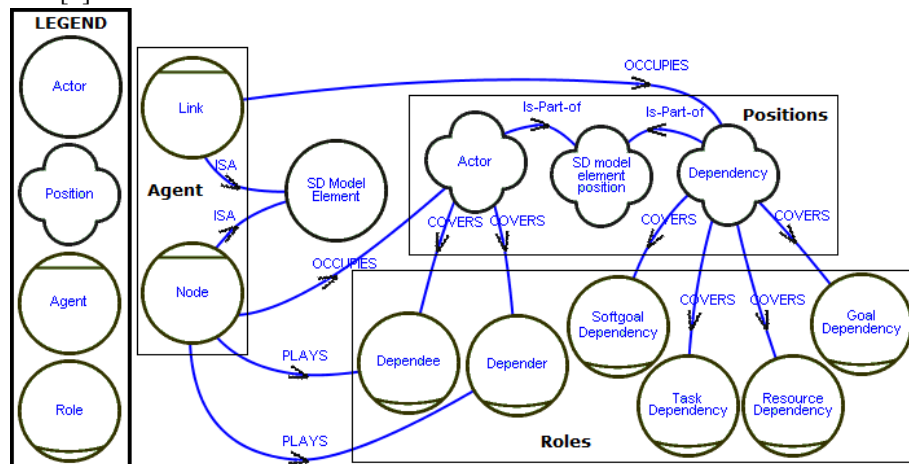 LEGEND
Actor
Position
Agent
Role
Agent
Link
Node
ISA
ISA
SD Model
Element
OCCUPIES
OCCUPIES
PLAYS
PLAYS
Positions
Is-Part-of
Is-Part-of
Actor
SD model
element
position
Dependency
COVERS
COVERS
COVERS
COVERS
COVERS
COVERS
Dependee
Depender
Softgoal
Dependency
Task
Dependency
Resource
Dependency
Goal
Dependency
Roles